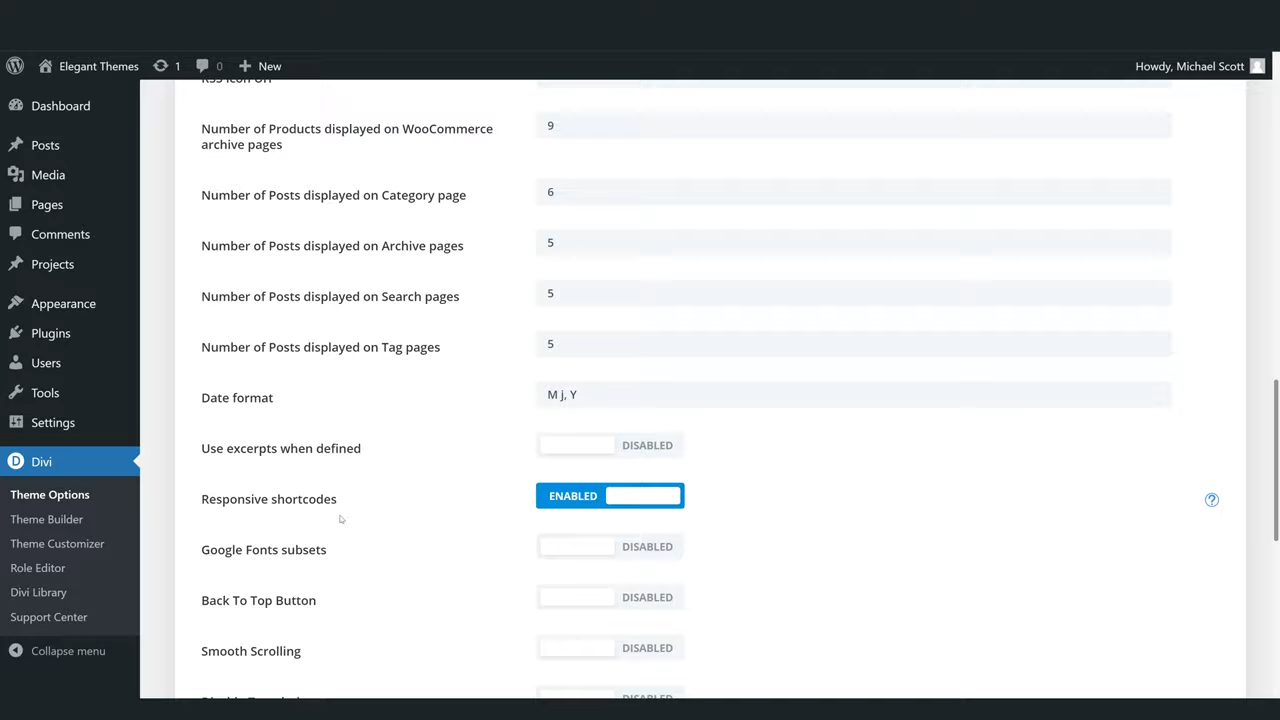 Elegant Themes
1
0
New
Howdy, Michael Scott
Dashboard
Posts
Media
Pages
Comments
Projects
Appearance
Plugins
Users
Tools
Settings
D
Divi
Theme Options
Theme Builder
Theme Customizer
Role Editor
Divi Library
Support Center
Collapse menu
Number of Products displayed on WooCommerce
archive pages
9
Number of Posts displayed on Category page
6
Number of Posts displayed on Archive pages
5
Number of Posts displayed on Search pages
5
Number of Posts displayed on Tag pages
5
Date format
M j, Y
Use excerpts when defined
DISABLED
Responsive shortcodes
ENABLED
?
Google Fonts subsets
DISABLED
Back To Top Button
DISABLED
Smooth Scrolling
DISABLED